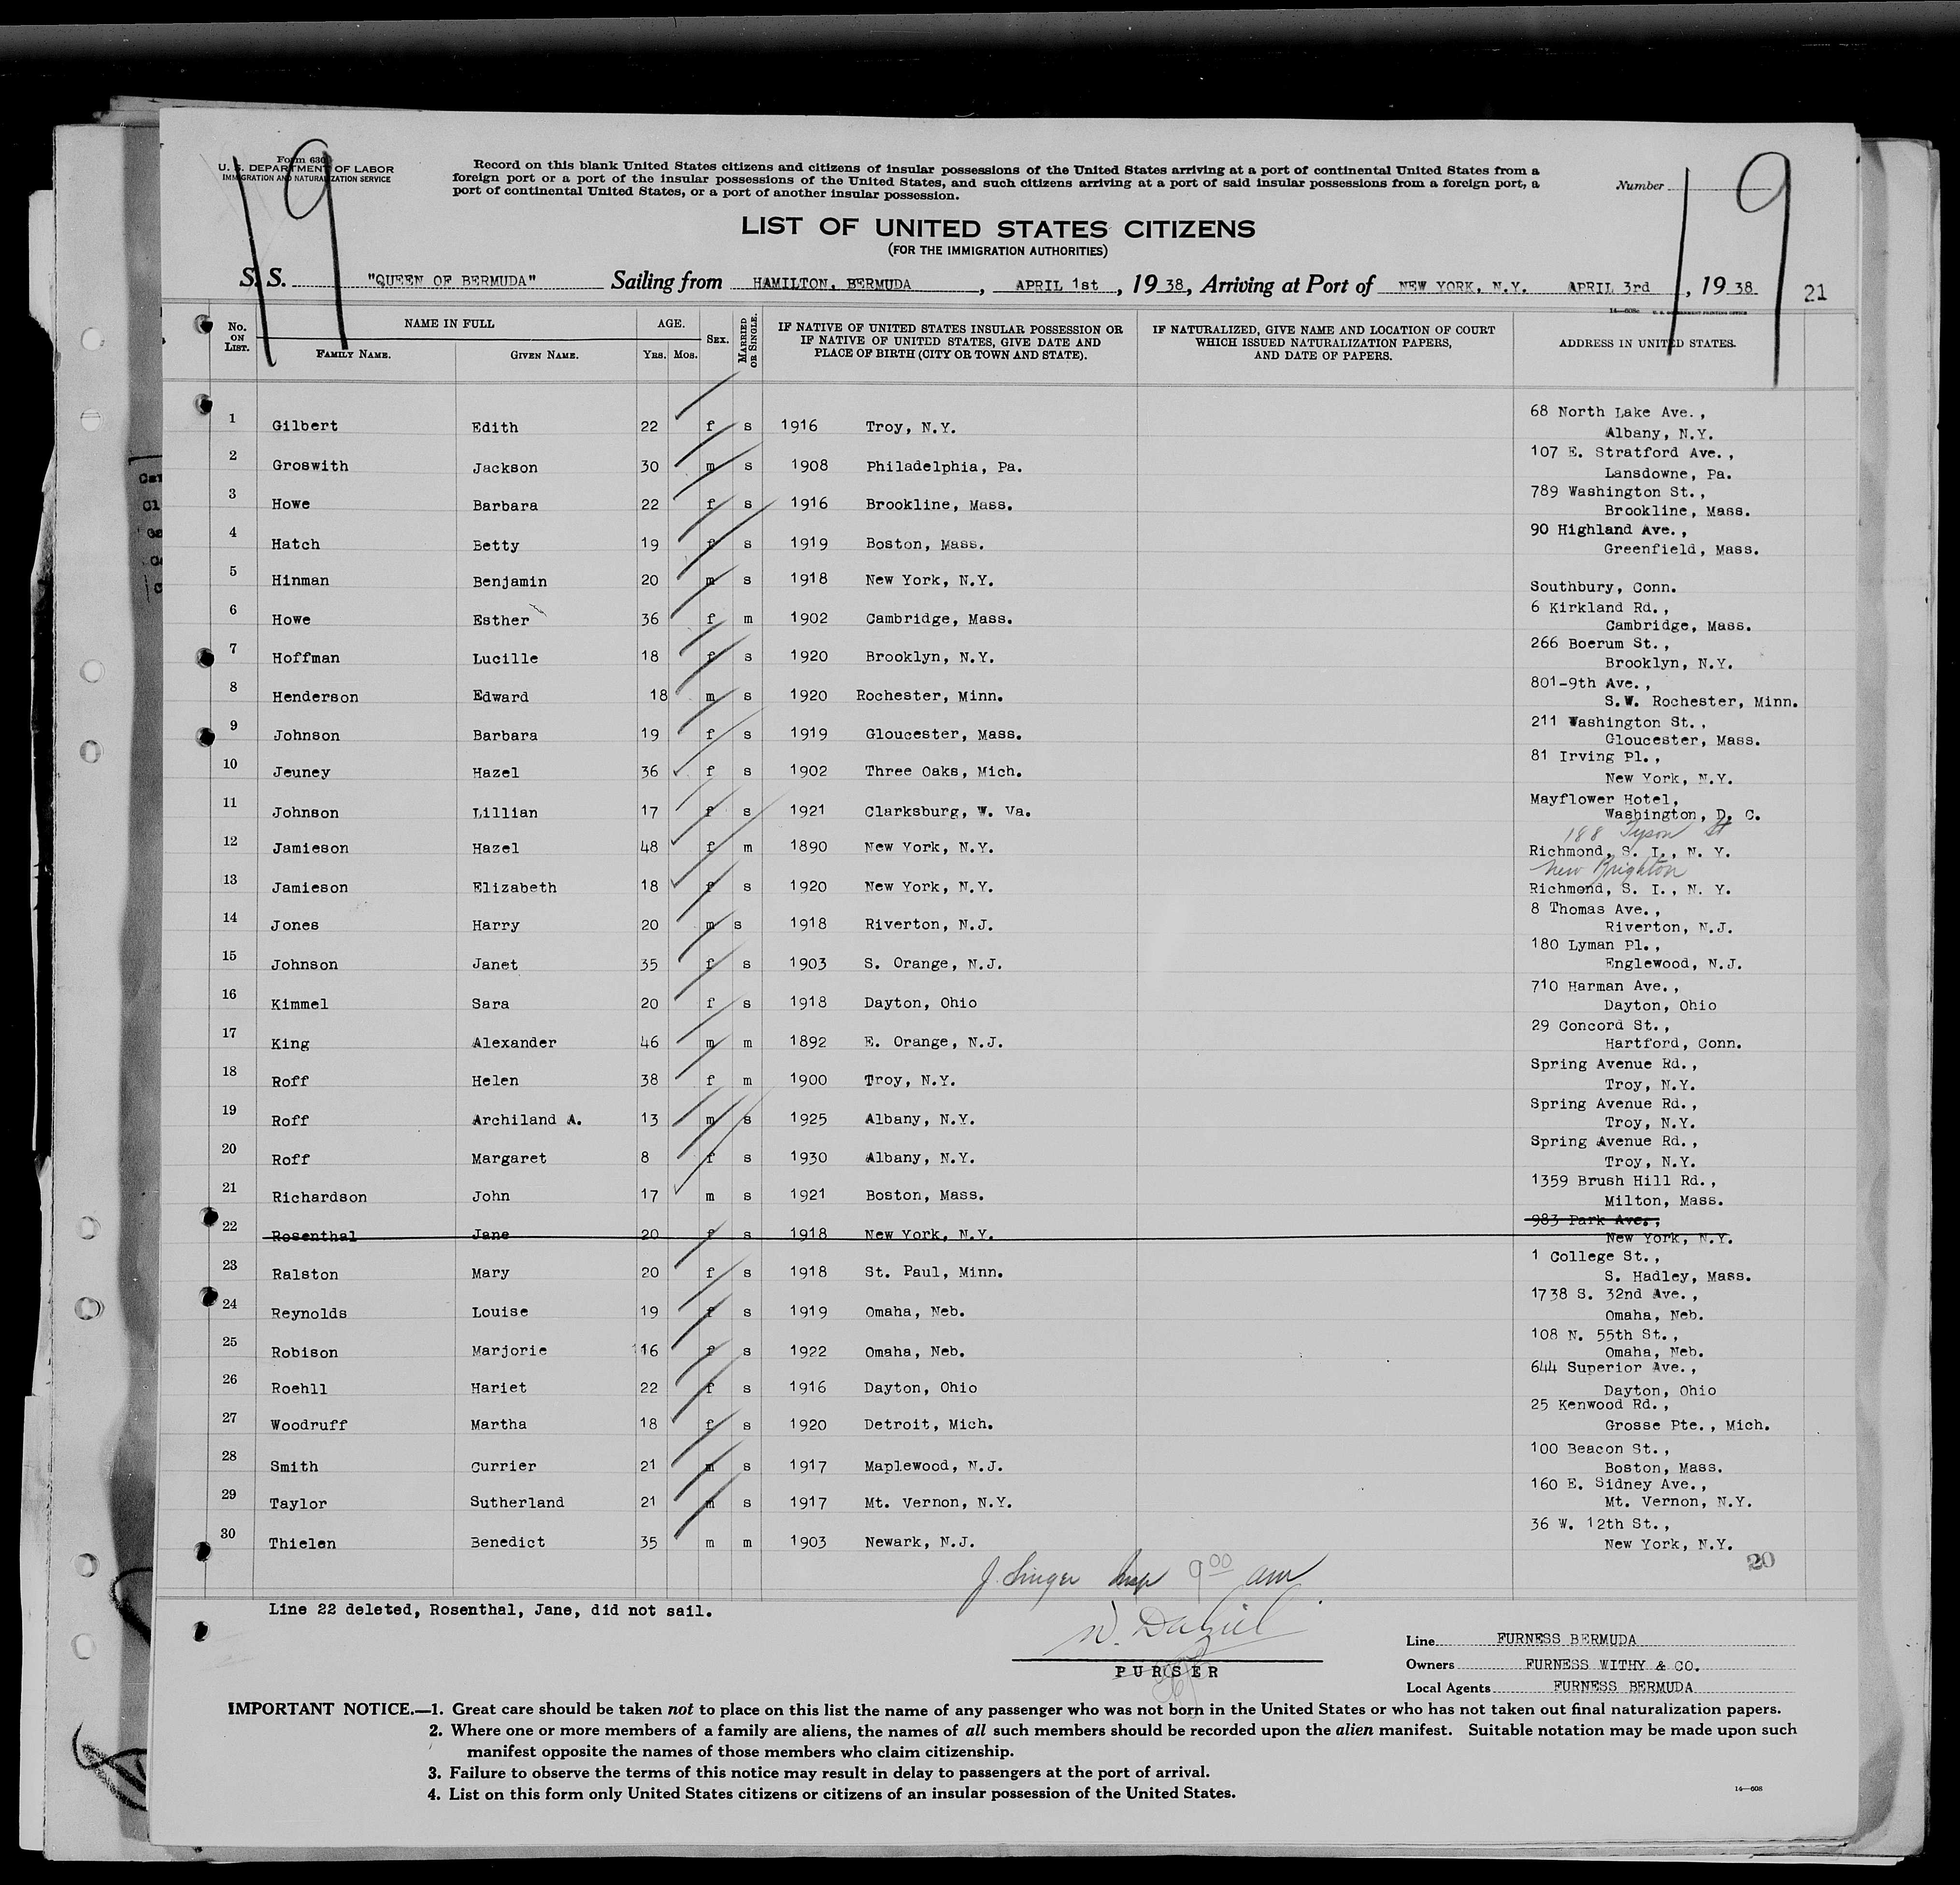 Form 630
U. S. DEPARTMENT OF LABOR
IMMIGRATION AND NATURALIZATION SERVICE
19
Record on this blank United States citizens and citizens of insular possessions of the United States arriving at a port of continental United States from a
foreign port or a port of the insular possessions of the United States, and such citizens arriving at a port of said insular possessions from a foreign port, a
port of continental United States, or a port of another insular possession.
Number
19
LIST OF UNITED STATES CITIZENS
(FOR THE IMMIGRATION AUTHORITIES)
S. S. "QUEEN OF BERMUDA" Sailing from HAMILTON, BERMUDA, APRIL 1st, 1938, Arriving at Port of NEW YORK, N.Y. APRIL 3rd, 1938
21
No. ON LIST. NAME IN FULL FAMILY NAME. GIVEN NAME. AGE. YRS. MOS. SEX. MARRIED OR SINGLE. IF NATIVE OF UNITED STATES INSULAR POSSESSION OR IF NATIVE OF UNITED STATES, GIVE DATE AND PLACE OF BIRTH (CITY OR TOWN AND STATE). IF NATURALIZED, GIVE NAME AND LOCATION OF COURT WHICH ISSUED NATURALIZATION PAPERS, AND DATE OF PAPERS. ADDRESS IN UNITED STATES.
1 Gilbert Edith 22 f s 1916 Troy, N.Y. 68 North Lake Ave.,
Albany, N.Y.
2 Groswith Jackson 30 m s 1908 Philadelphia, Pa. 107 E. Stratford Ave.,
Lansdowne, Pa.
3 Howe Barbara 22 f s 1916 Brookline, Mass. 789 Washington St.,
Brookline, Mass.
4 Hatch Betty 19 f s 1919 Boston, Mass. 90 Highland Ave.,
Greenfield, Mass.
5 Hinman Benjamin 20 m s 1918 New York, N.Y. Southbury, Conn.
6 Howe Esther 36 f m 1902 Cambridge, Mass. 6 Kirkland Rd.,
Cambridge, Mass.
7 Hoffman Lucille 18 f s 1920 Brooklyn, N.Y. 266 Boerum St.,
Brooklyn, N.Y.
8 Henderson Edward 18 m s 1920 Rochester, Minn. 801-9th Ave.,
S.W. Rochester, Minn.
9 Johnson Barbara 19 f s 1919 Gloucester, Mass. 211 Washington St.,
Gloucester, Mass.
10 Jeuney Hazel 36 f s 1902 Three Oaks, Mich. 81 Irving Pl.,
New York, N.Y.
11 Johnson Lillian 17 f s 1921 Clarksburg, W. Va. Mayflower Hotel,
Washington, D. C.
188 Tyson St
12 Jamieson Hazel 48 f m 1890 New York, N.Y. Richmond, S. I., N. Y.
New Brighton
13 Jamieson Elizabeth 18 f s 1920 New York, N.Y. Richmond, S. I., N. Y.
14 Jones Harry 20 m s 1918 Riverton, N.J. 8 Thomas Ave.,
Riverton, N.J.
15 Johnson Janet 35 f s 1903 S. Orange, N.J. 180 Lyman Pl.,
Englewood, N.J.
16 Kimmel Sara 20 f s 1918 Dayton, Ohio 710 Harman Ave.,
Dayton, Ohio
17 King Alexander 46 m m 1892 E. Orange, N.J. 29 Concord St.,
Hartford, Conn.
18 Roff Helen 38 f m 1900 Troy, N.Y. Spring Avenue Rd.,
Troy, N.Y.
19 Roff Archiland A. 13 m s 1925 Albany, N.Y. Spring Avenue Rd.,
Troy, N.Y.
20 Roff Margaret 8 f s 1930 Albany, N.Y. Spring Avenue Rd.,
Troy, N.Y.
21 Richardson John 17 m s 1921 Boston, Mass. 1359 Brush Hill Rd.,
Milton, Mass.
22 Rosenthal Jane 20 f s 1918 New York, N.Y. 983 Park Ave.,
New York, N.Y.
23 Ralston Mary 20 f s 1918 St. Paul, Minn. 1 College St.,
S. Hadley, Mass.
24 Reynolds Louise 19 f s 1919 Omaha, Neb. 1738 S. 32nd Ave.,
Omaha, Neb.
25 Robison Marjorie 16 f s 1922 Omaha, Neb. 108 N. 55th St.,
Omaha, Neb.
26 Roehll Hariet 22 f s 1916 Dayton, Ohio 644 Superior Ave.,
Dayton, Ohio
27 Woodruff Martha 18 f s 1920 Detroit, Mich. 25 Kenwood Rd.,
Grosse Pte., Mich.
28 Smith Currier 21 m s 1917 Maplewood, N.J. 100 Beacon St.,
Boston, Mass.
29 Taylor Sutherland 21 m s 1917 Mt. Vernon, N.Y. 160 E. Sidney Ave.,
Mt. Vernon, N.Y.
30 Thielen Benedict 35 m m 1903 Newark, N.J. 36 W. 12th St.,
New York, N.Y.
20
J. Singer Insp 9 00 am
Line 22 deleted, Rosenthal, Jane, did not sail.
W. Daniel
PURSER
Line FURNESS BERMUDA
Owners FURNESS WITHY & CO.
Local Agents FURNESS BERMUDA
IMPORTANT NOTICE.—1. Great care should be taken not to place on this list the name of any passenger who was not born in the United States or who has not taken out final naturalization papers.
2. Where one or more members of a family are aliens, the names of all such members should be recorded upon the alien manifest. Suitable notation may be made upon such
manifest opposite the names of those members who claim citizenship.
3. Failure to observe the terms of this notice may result in delay to passengers at the port of arrival.
4. List on this form only United States citizens or citizens of an insular possession of the United States.
14—608